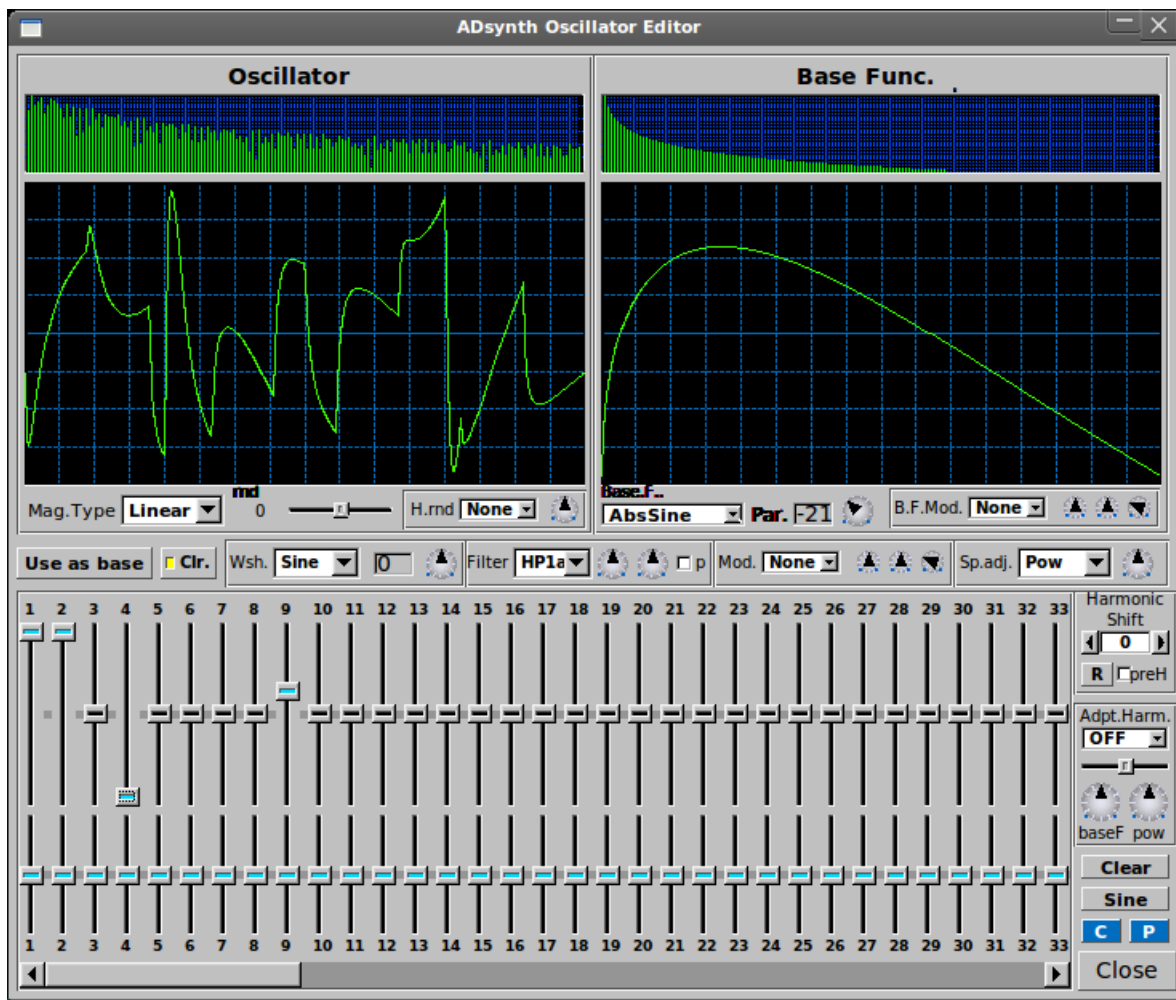 ADsynth Oscillator Editor
Oscillator
Base Func.
Mag.Type Linear
rnd
0
H.rnd None
Base.F..
AbsSine Par. -21
B.F.Mod. None
Use as base Clr. Wsh. Sine 0 Filter HP1a p Mod. None Sp.adj. Pow
1 2 3 4 5 6 7 8 9 10 11 12 13 14 15 16 17 18 19 20 21 22 23 24 25 26 27 28 29 30 31 32 33
Harmonic
Shift
0
R preH
Adpt.Harm.
OFF
baseF pow
Clear
Sine
C P
1 2 3 4 5 6 7 8 9 10 11 12 13 14 15 16 17 18 19 20 21 22 23 24 25 26 27 28 29 30 31 32 33
Close